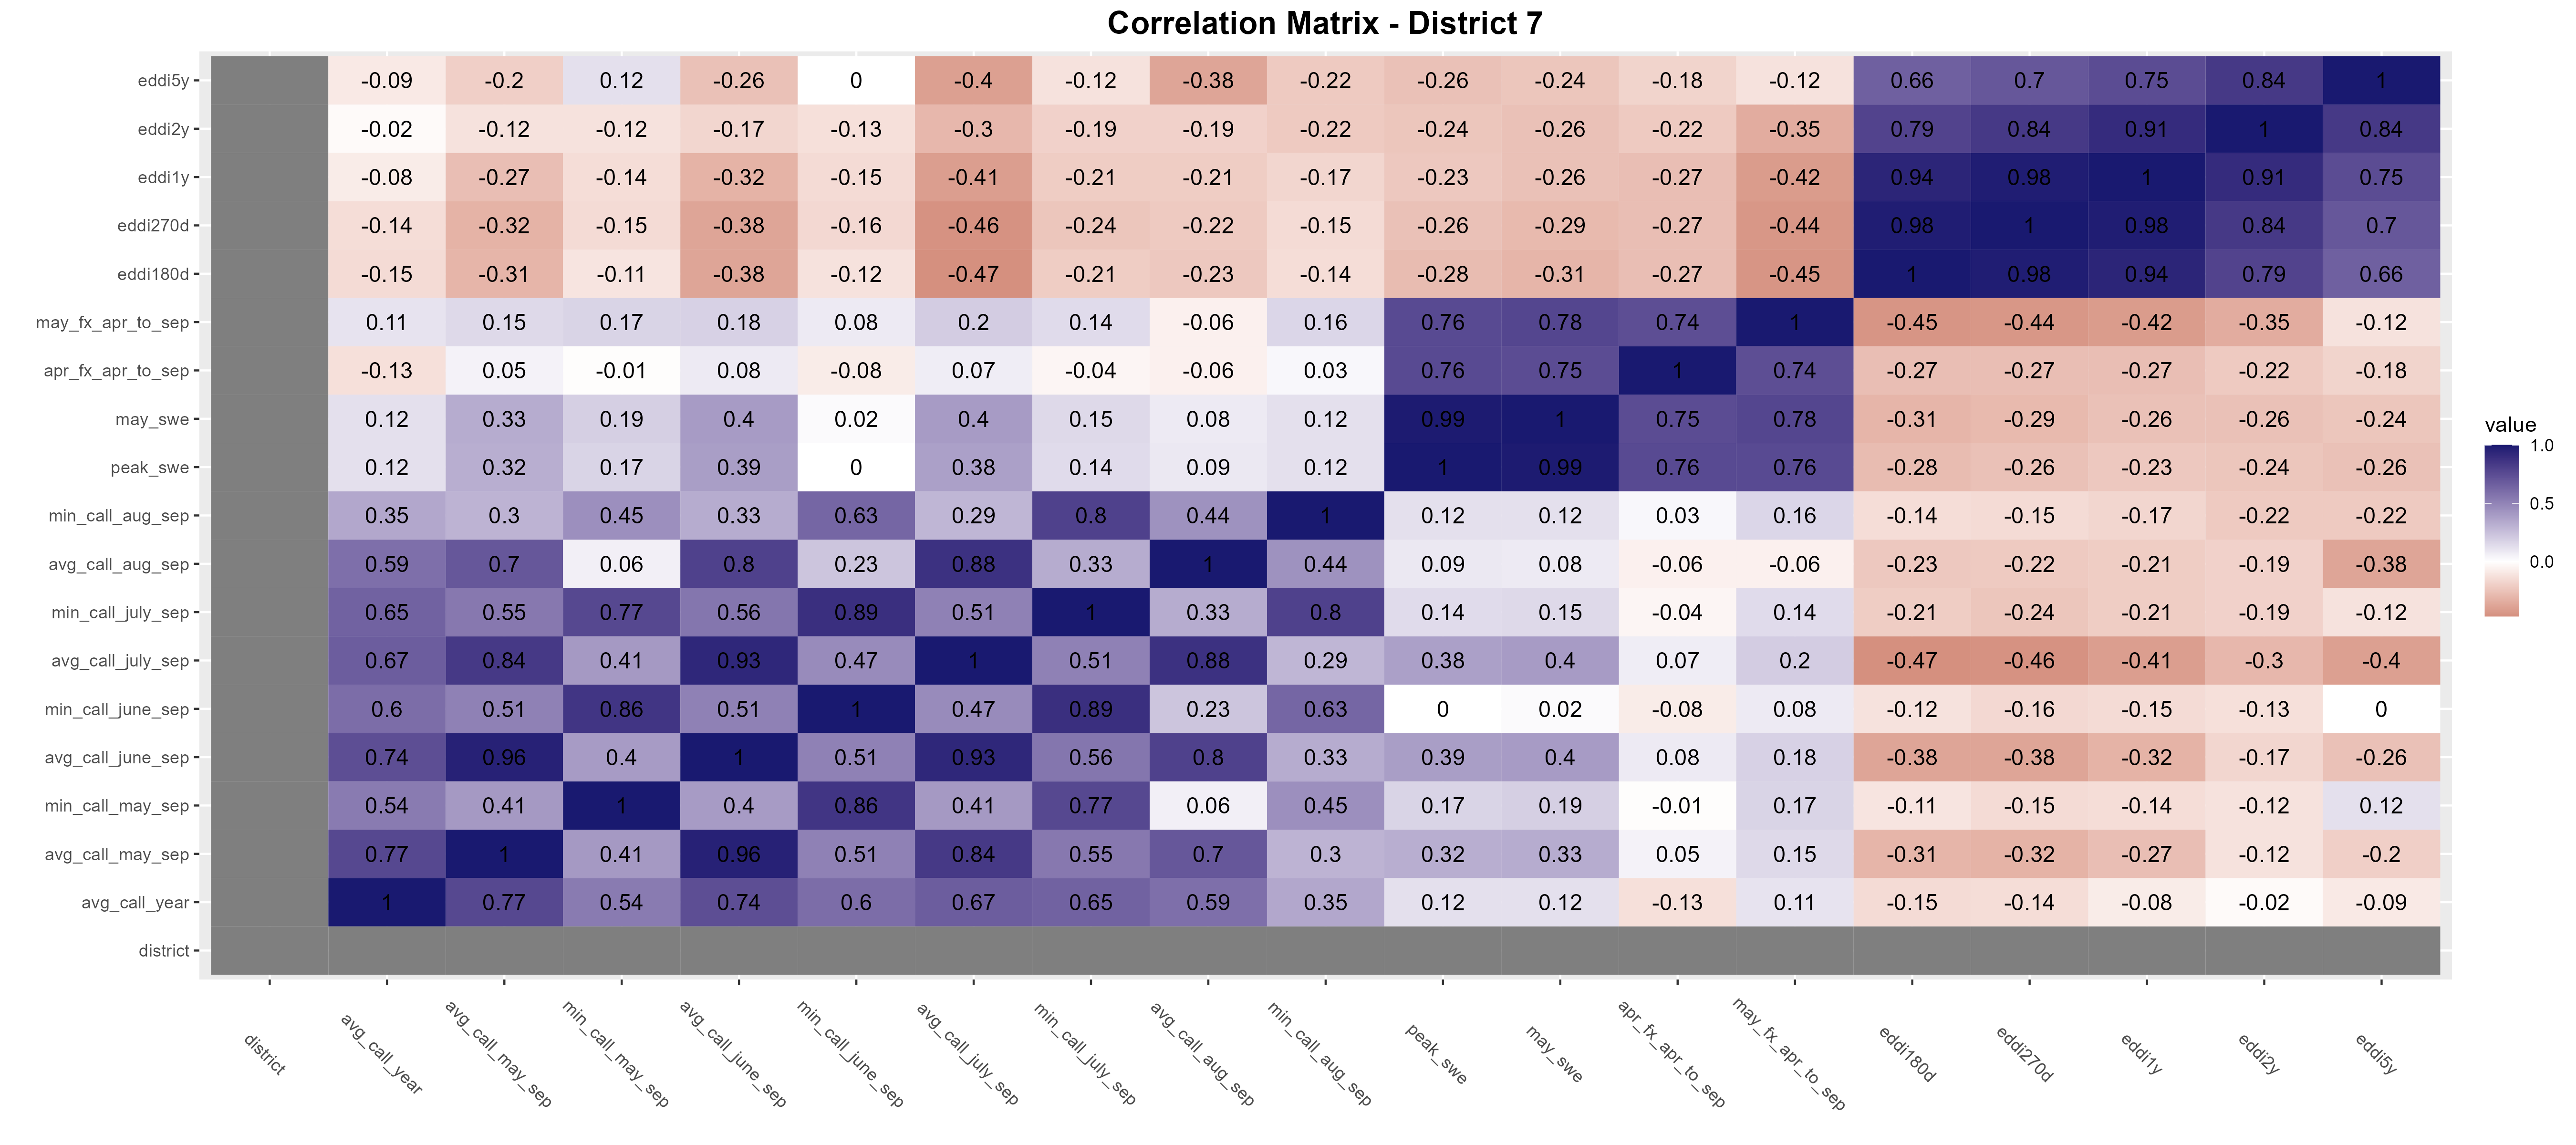 Correlation Matrix - District 7
eddi5y -0.09 -0.2 0.12 -0.26 0 -0.4 -0.12 -0.38 -0.22 -0.26 -0.24 -0.18 -0.12 0.66 0.7 0.75 0.84 1
eddi2y -0.02 -0.12 -0.12 -0.17 -0.13 -0.3 -0.19 -0.19 -0.22 -0.24 -0.26 -0.22 -0.35 0.79 0.84 0.91 1 0.84
eddi1y -0.08 -0.27 -0.14 -0.32 -0.15 -0.41 -0.21 -0.21 -0.17 -0.23 -0.26 -0.27 -0.42 0.94 0.98 1 0.91 0.75
eddi270d -0.14 -0.32 -0.15 -0.38 -0.16 -0.46 -0.24 -0.22 -0.15 -0.26 -0.29 -0.27 -0.44 0.98 1 0.98 0.84 0.7
eddi180d -0.15 -0.31 -0.11 -0.38 -0.12 -0.47 -0.21 -0.23 -0.14 -0.28 -0.31 -0.27 -0.45 1 0.98 0.94 0.79 0.66
may_fx_apr_to_sep 0.11 0.15 0.17 0.18 0.08 0.2 0.14 -0.06 0.16 0.76 0.78 0.74 1 -0.45 -0.44 -0.42 -0.35 -0.12
apr_fx_apr_to_sep -0.13 0.05 -0.01 0.08 -0.08 0.07 -0.04 -0.06 0.03 0.76 0.75 1 0.74 -0.27 -0.27 -0.27 -0.22 -0.18
may_swe 0.12 0.33 0.19 0.4 0.02 0.4 0.15 0.08 0.12 0.99 1 0.75 0.78 -0.31 -0.29 -0.26 -0.26 -0.24
peak_swe 0.12 0.32 0.17 0.39 0 0.38 0.14 0.09 0.12 1 0.99 0.76 0.76 -0.28 -0.26 -0.23 -0.24 -0.26
min_call_aug_sep 0.35 0.3 0.45 0.33 0.63 0.29 0.8 0.44 1 0.12 0.12 0.03 0.16 -0.14 -0.15 -0.17 -0.22 -0.22
avg_call_aug_sep 0.59 0.7 0.06 0.8 0.23 0.88 0.33 1 0.44 0.09 0.08 -0.06 -0.06 -0.23 -0.22 -0.21 -0.19 -0.38
min_call_july_sep 0.65 0.55 0.77 0.56 0.89 0.51 1 0.33 0.8 0.14 0.15 -0.04 0.14 -0.21 -0.24 -0.21 -0.19 -0.12
avg_call_july_sep 0.67 0.84 0.41 0.93 0.47 1 0.51 0.88 0.29 0.38 0.4 0.07 0.2 -0.47 -0.46 -0.41 -0.3 -0.4
min_call_june_sep 0.6 0.51 0.86 0.51 1 0.47 0.89 0.23 0.63 0 0.02 -0.08 0.08 -0.12 -0.16 -0.15 -0.13 0
avg_call_june_sep 0.74 0.96 0.4 1 0.51 0.93 0.56 0.8 0.33 0.39 0.4 0.08 0.18 -0.38 -0.38 -0.32 -0.17 -0.26
min_call_may_sep 0.54 0.41 1 0.4 0.86 0.41 0.77 0.06 0.45 0.17 0.19 -0.01 0.17 -0.11 -0.15 -0.14 -0.12 0.12
avg_call_may_sep 0.77 1 0.41 0.96 0.51 0.84 0.55 0.7 0.3 0.32 0.33 0.05 0.15 -0.31 -0.32 -0.27 -0.12 -0.2
avg_call_year 1 0.77 0.54 0.74 0.6 0.67 0.65 0.59 0.35 0.12 0.12 -0.13 0.11 -0.15 -0.14 -0.08 -0.02 -0.09
district
district avg_call_year avg_call_may_sep min_call_may_sep avg_call_june_sep min_call_june_sep avg_call_july_sep min_call_july_sep avg_call_aug_sep min_call_aug_sep peak_swe may_swe apr_fx_apr_to_sep may_fx_apr_to_sep eddi180d eddi270d eddi1y eddi2y eddi5y
value
1.0
0.5
0.0